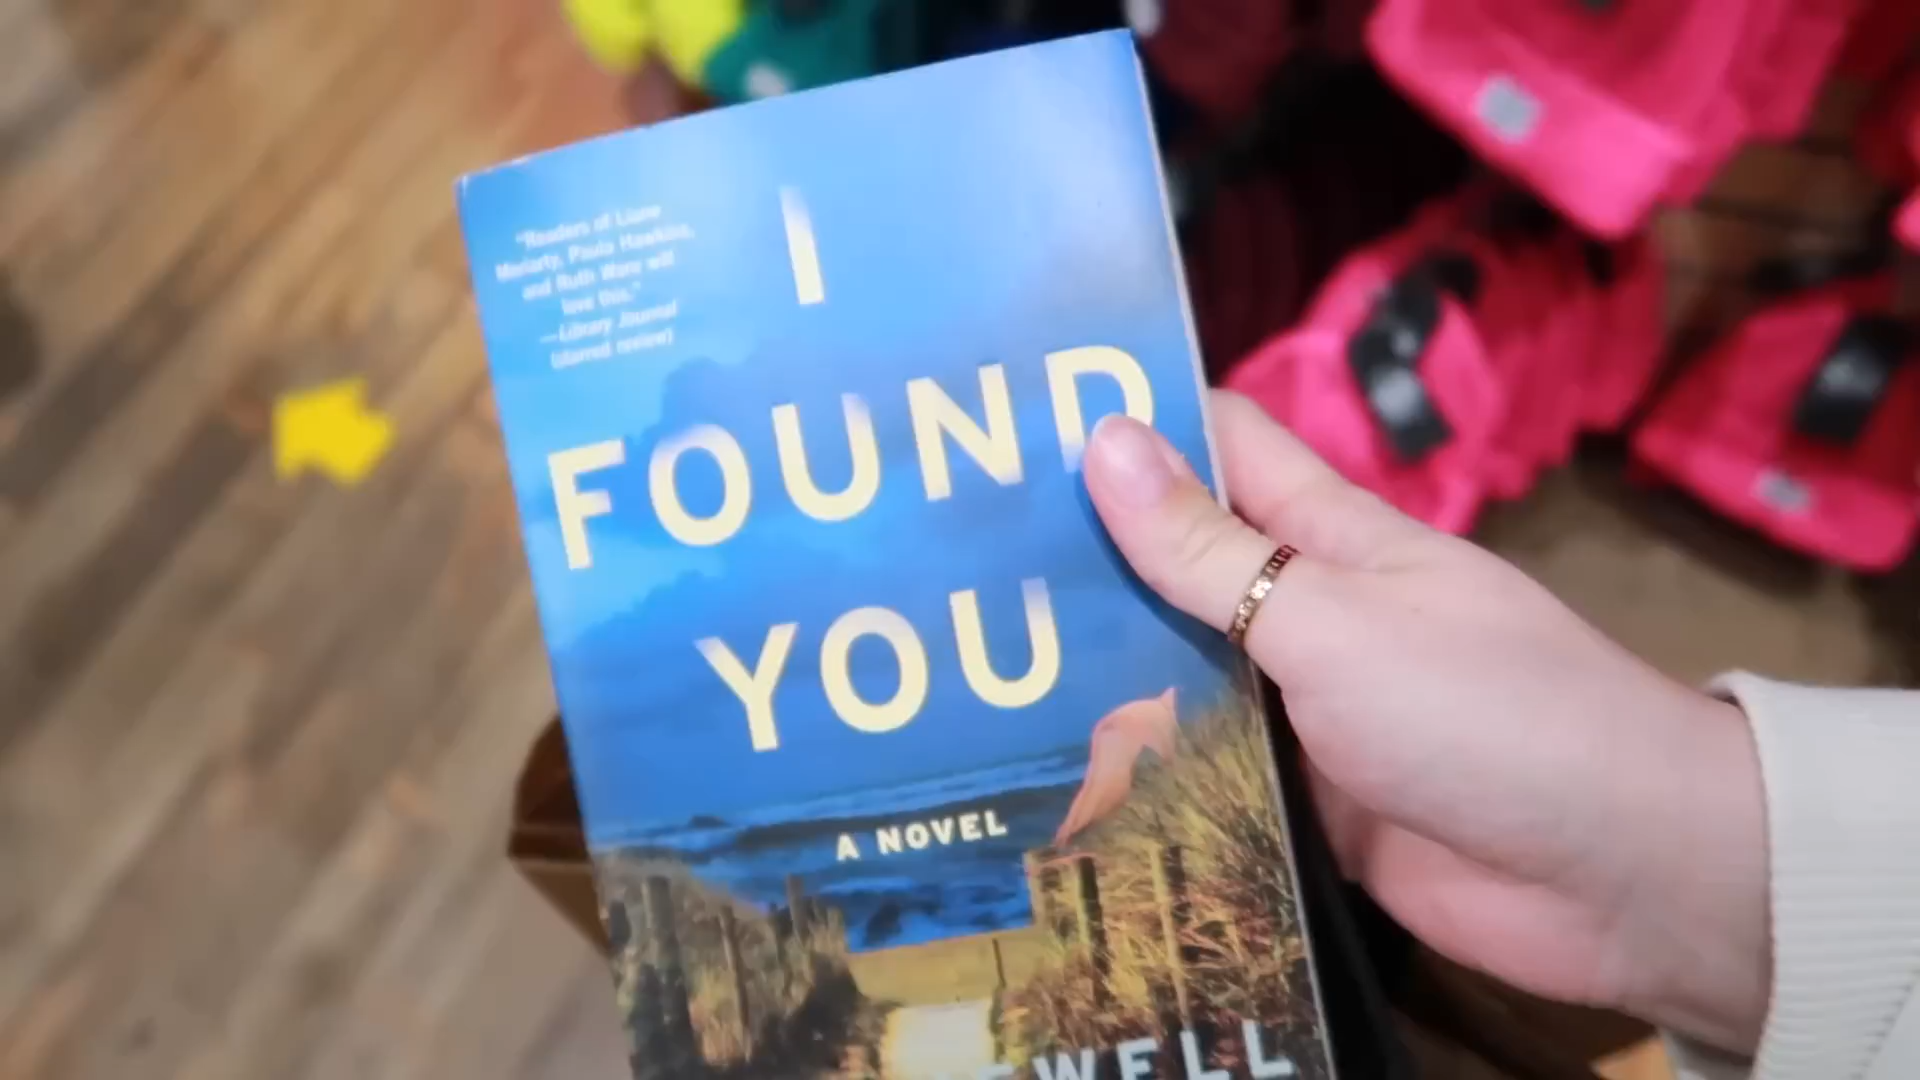 "Readers of Liane
Moriarty, Paula Hawkins,
and Ruth Ware will
love this."
—Library Journal
(starred review)
I
FOUND
YOU
A NOVEL
EWELL